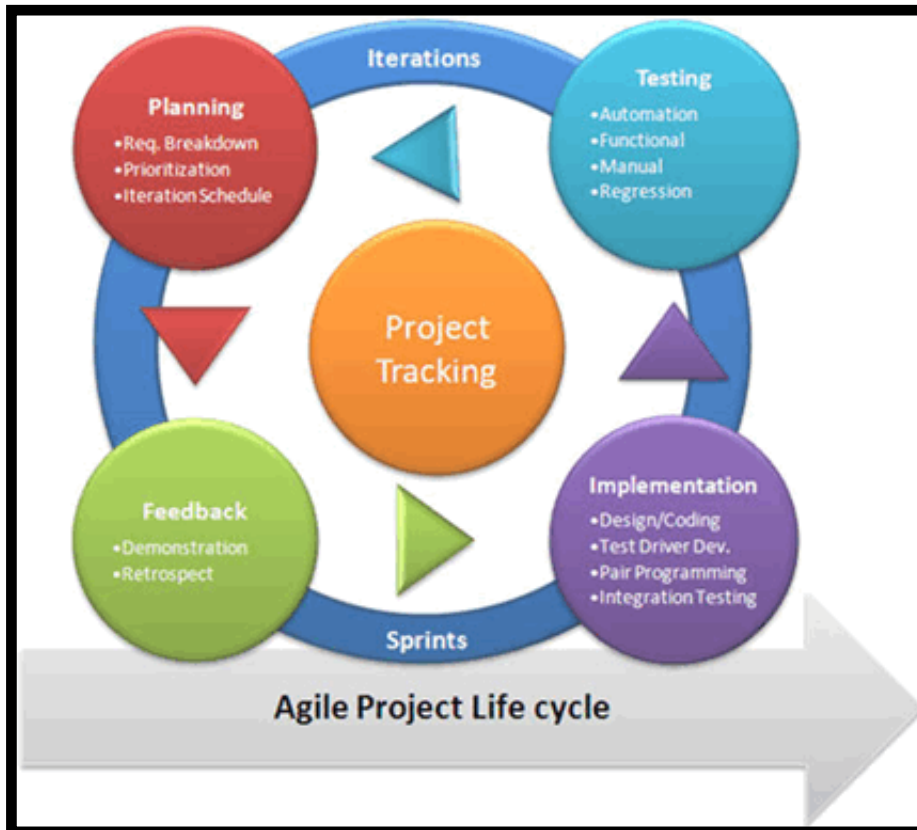 Iterations
Planning
•Req. Breakdown
•Prioritization
•Iteration Schedule
Testing
•Automation
•Functional
•Manual
•Regression
Project
Tracking
Feedback
•Demonstration
•Retrospect
Implementation
•Design/Coding
•Test Driver Dev.
•Pair Programming
•Integration Testing
Sprints
Agile Project Life cycle